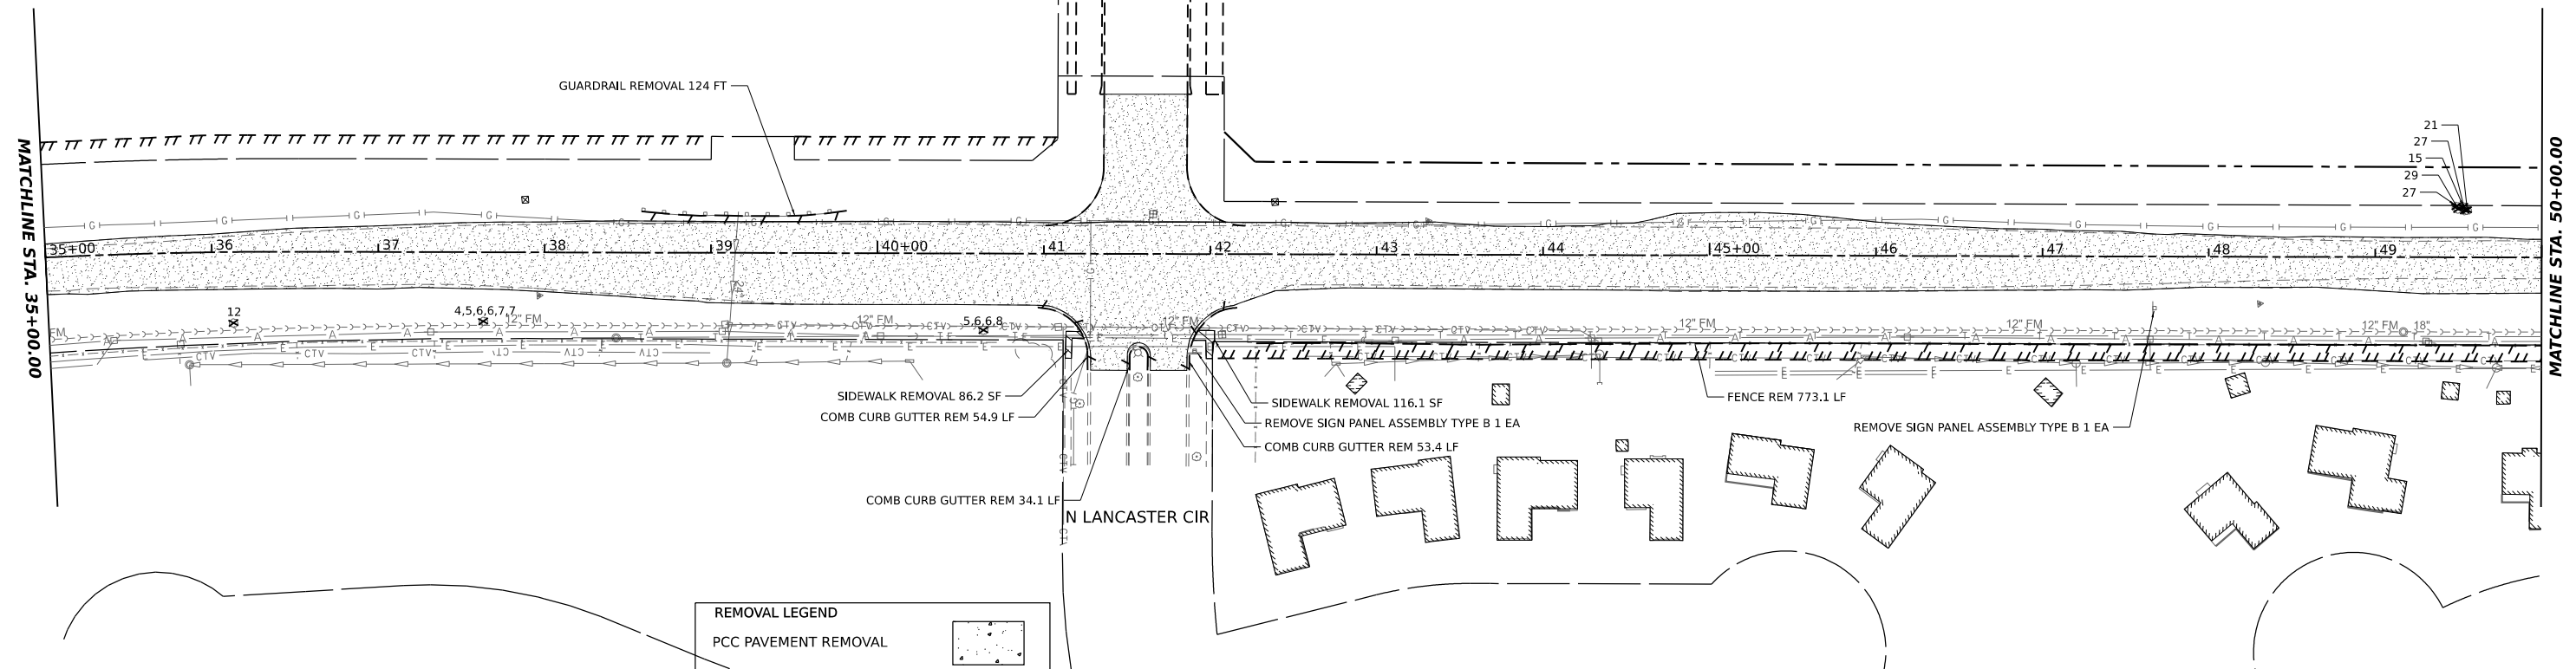 GUARDRAIL REMOVAL 124 FT
MATCHLINE STA. 35+00.00
MATCHLINE STA. 50+00.00
21
27
15
29
27
35+00
36
37
38
39
40+00
41
42
43
44
45+00
46
47
48
49
12
4,5,6,6,7,7
5,6,6,8
12" FM
12" FM
12" FM
12" FM
12" FM
12" FM
18"
SIDEWALK REMOVAL 86.2 SF
COMB CURB GUTTER REM 54.9 LF
SIDEWALK REMOVAL 116.1 SF
REMOVE SIGN PANEL ASSEMBLY TYPE B 1 EA
COMB CURB GUTTER REM 53.4 LF
FENCE REM 773.1 LF
REMOVE SIGN PANEL ASSEMBLY TYPE B 1 EA
COMB CURB GUTTER REM 34.1 LF
N LANCASTER CIR
REMOVAL LEGEND
PCC PAVEMENT REMOVAL